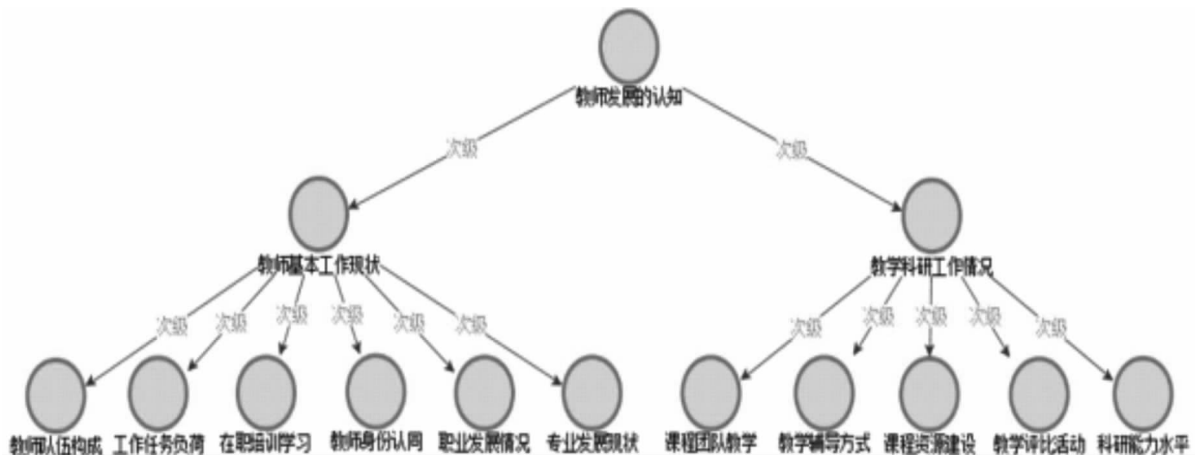 教师发展的认知
次级
次级
教师基本工作现状
教学科研工作情况
次级
次级
次级
次级
次级
次级
次级
次级
次级
次级
次级
教师队伍构成
工作任务负荷
在职培训学习
教师身份认同
职业发展情况
专业发展现状
课程团队教学
教学辅导方式
课程资源建设
教学评比活动
科研能力水平